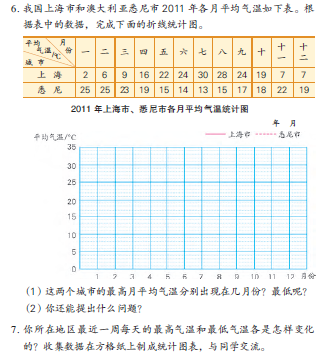 6. 我国上海市和澳大利亚悉尼市 2011 年各月平均气温如下表。根
据表中的数据，完成下面的折线统计图。
平均气温/℃ 月份 城市 一 二 三 四 五 六 七 八 九 十 十一 十二
上海 2 6 9 16 22 24 30 28 24 19 7 7
悉尼 25 25 23 19 15 14 13 15 17 18 22 19
2011 年上海市、悉尼市各月平均气温统计图
年 月
平均气温/℃ 上海市 悉尼市
35
30
25
20
15
10
5
0
1 2 3 4 5 6 7 8 9 10 11 12 月份
(1) 这两个城市的最高月平均气温分别出现在几月份？最低呢？
(2) 你还能提出什么问题？
7. 你所在地区最近一周每天的最高气温和最低气温各是怎样变化
的？收集数据在方格纸上制成统计图表，与同学交流。